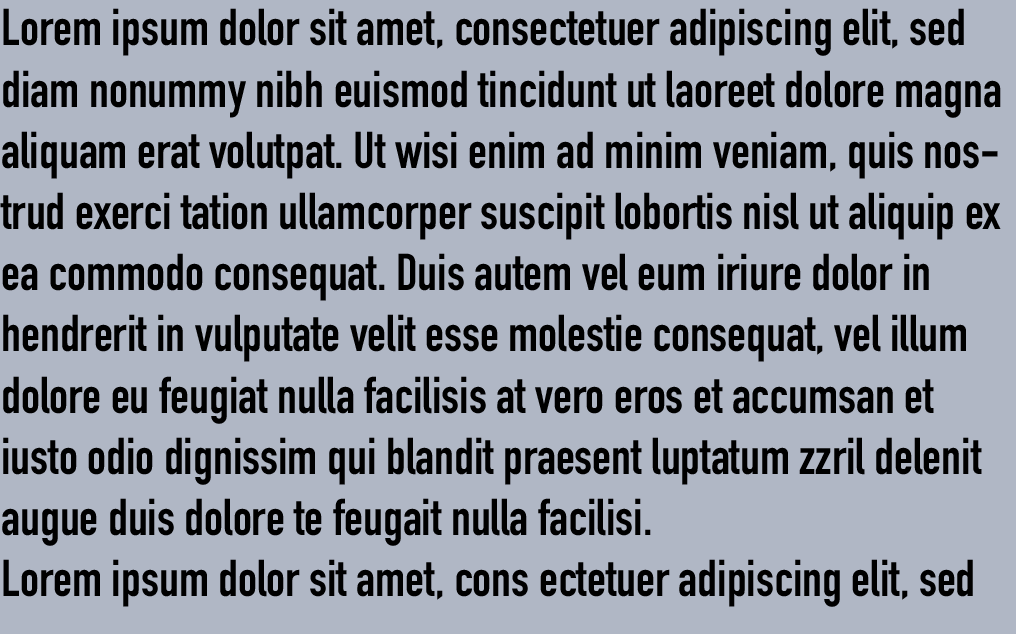 Lorem ipsum dolor sit amet, consectetuer adipiscing elit, sed
diam nonummy nibh euismod tincidunt ut laoreet dolore magna
aliquam erat volutpat. Ut wisi enim ad minim veniam, quis nos-
trud exerci tation ullamcorper suscipit lobortis nisl ut aliquip ex
ea commodo consequat. Duis autem vel eum iriure dolor in
hendrerit in vulputate velit esse molestie consequat, vel illum
dolore eu feugiat nulla facilisis at vero eros et accumsan et
iusto odio dignissim qui blandit praesent luptatum zzril delenit
augue duis dolore te feugait nulla facilisi.
Lorem ipsum dolor sit amet, cons ectetuer adipiscing elit, sed